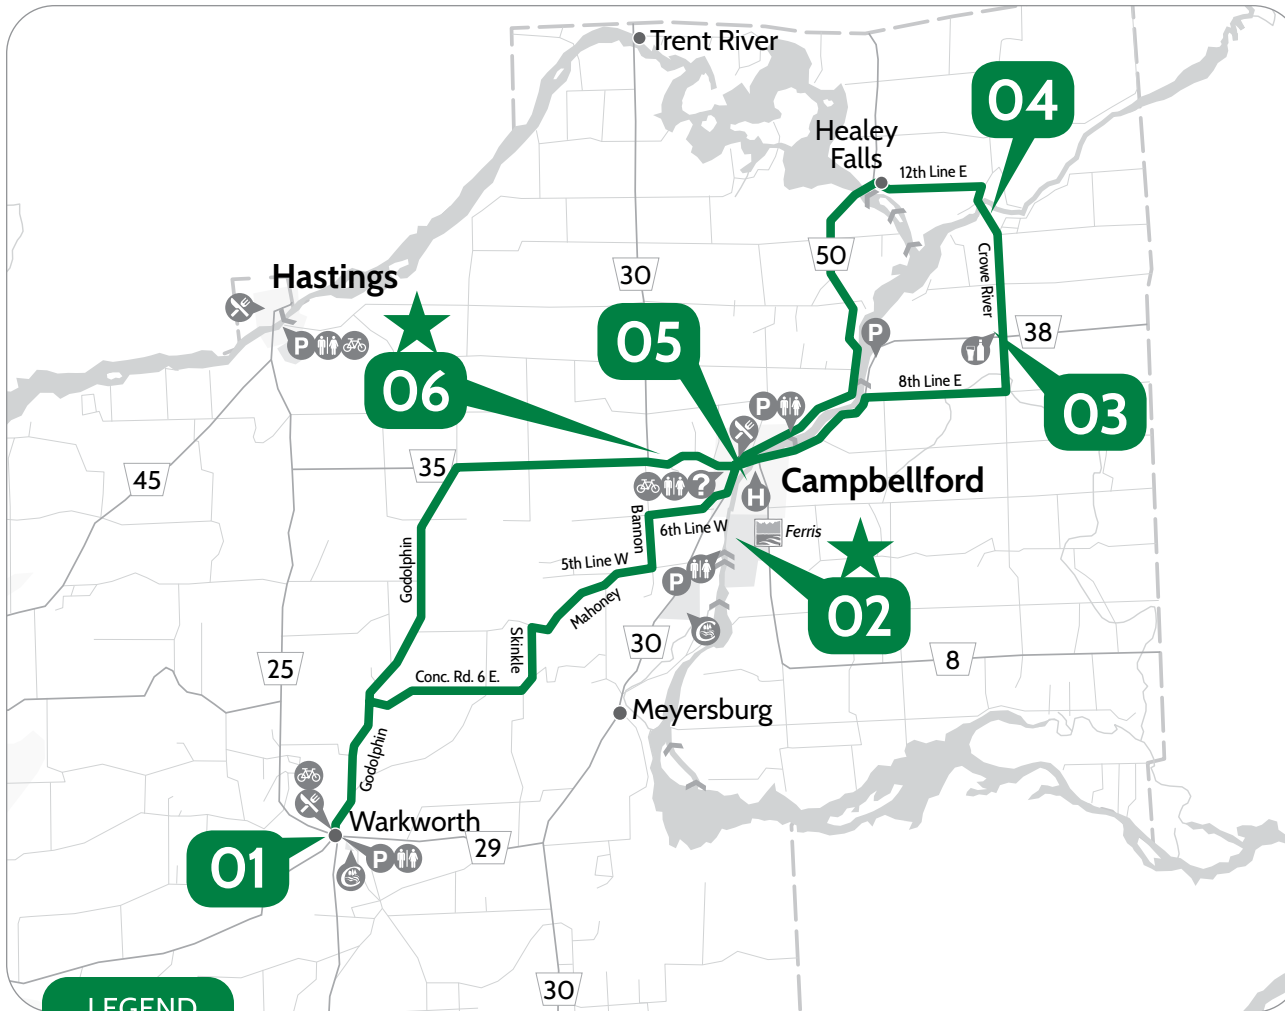 Trent River
04
Healey
Falls
12th Line E
50
Crowe River
Hastings
30
P
05
P
38
06
8th Line E
03
P
35
45
?
H
Campbellford
Bannon
6th Line W
Ferris
Godolphin
5th Line W
P
Mahoney
02
Skinkle
30
8
25
Conc. Rd. 6 E.
Meyersburg
Godolphin
Warkworth
29
01
P
30
LEGEND